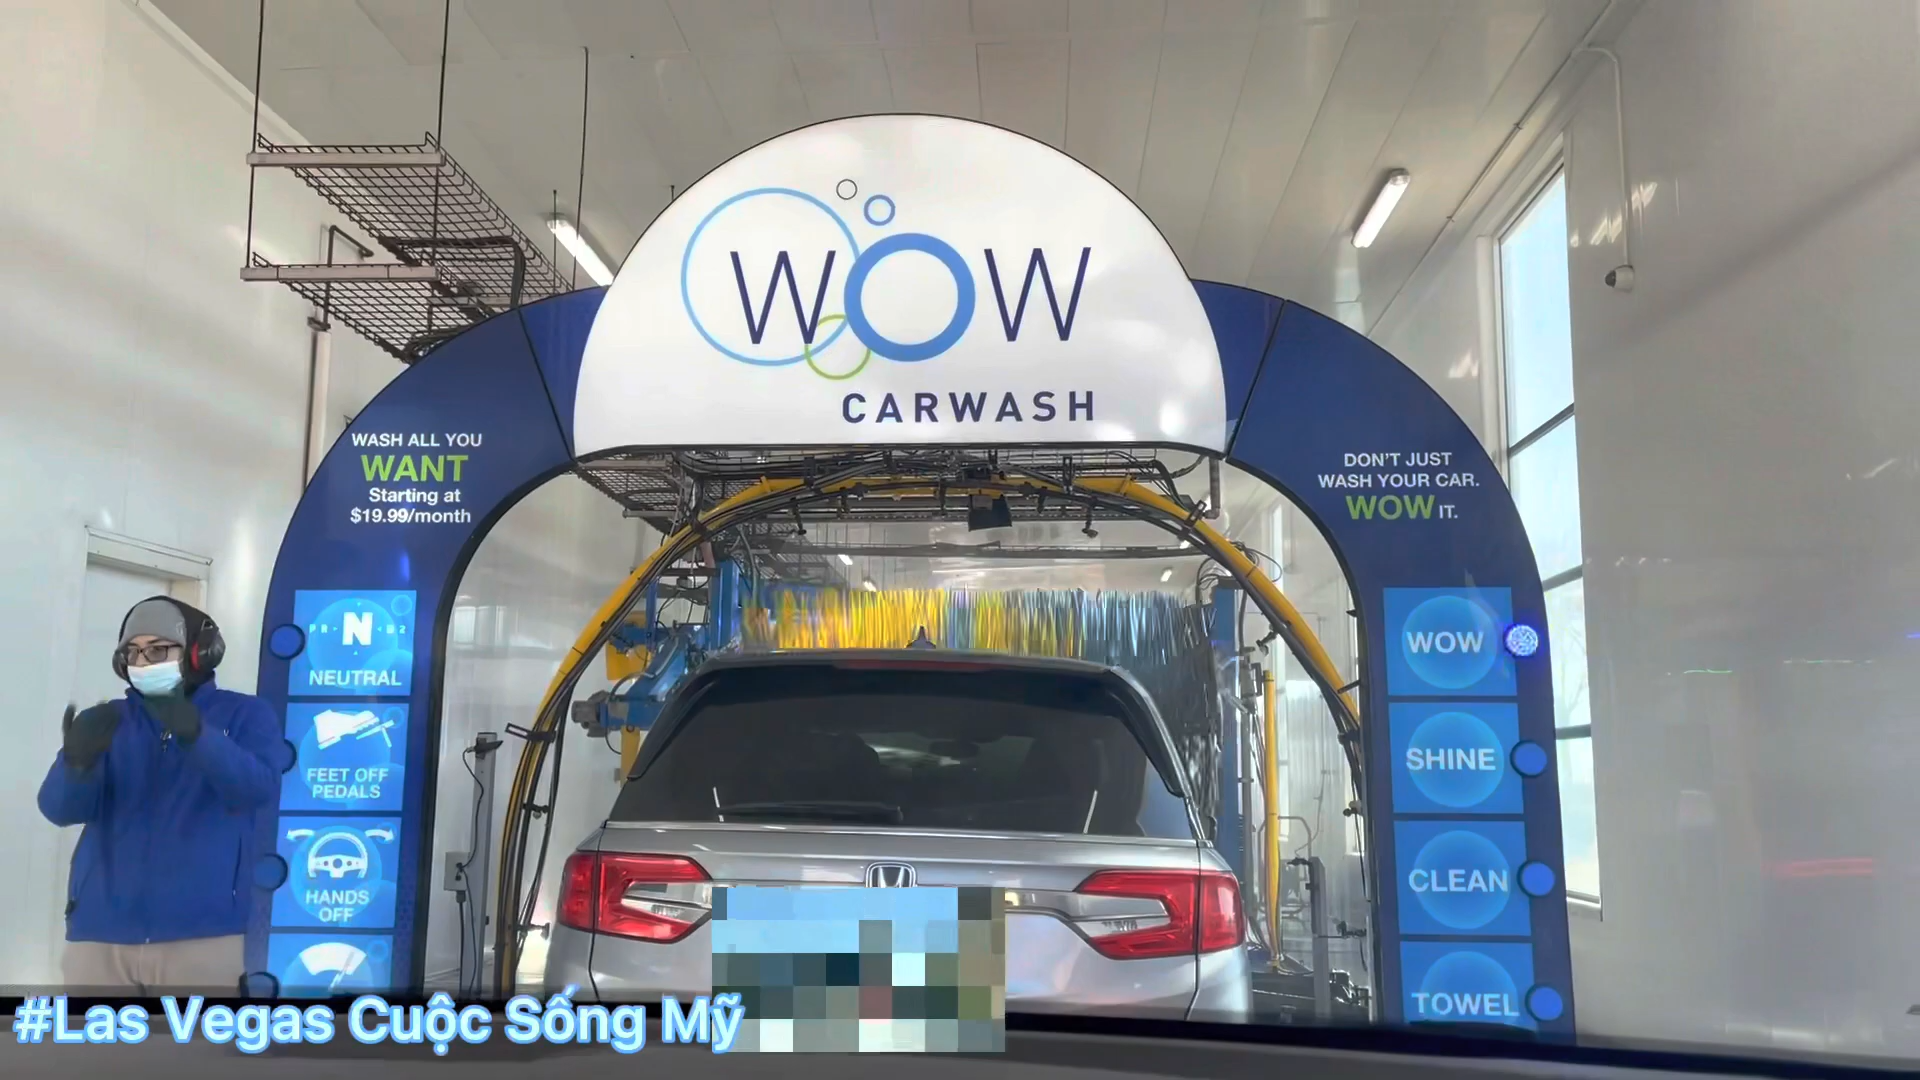 WOW
CARWASH
WASH ALL YOU
WANT
Starting at
$19.99/month
DON'T JUST
WASH YOUR CAR.
WOW IT.
N
NEUTRAL
FEET OFF
PEDALS
HANDS
OFF
WOW
SHINE
CLEAN
TOWEL
#Las Vegas Cuộc Sống Mỹ